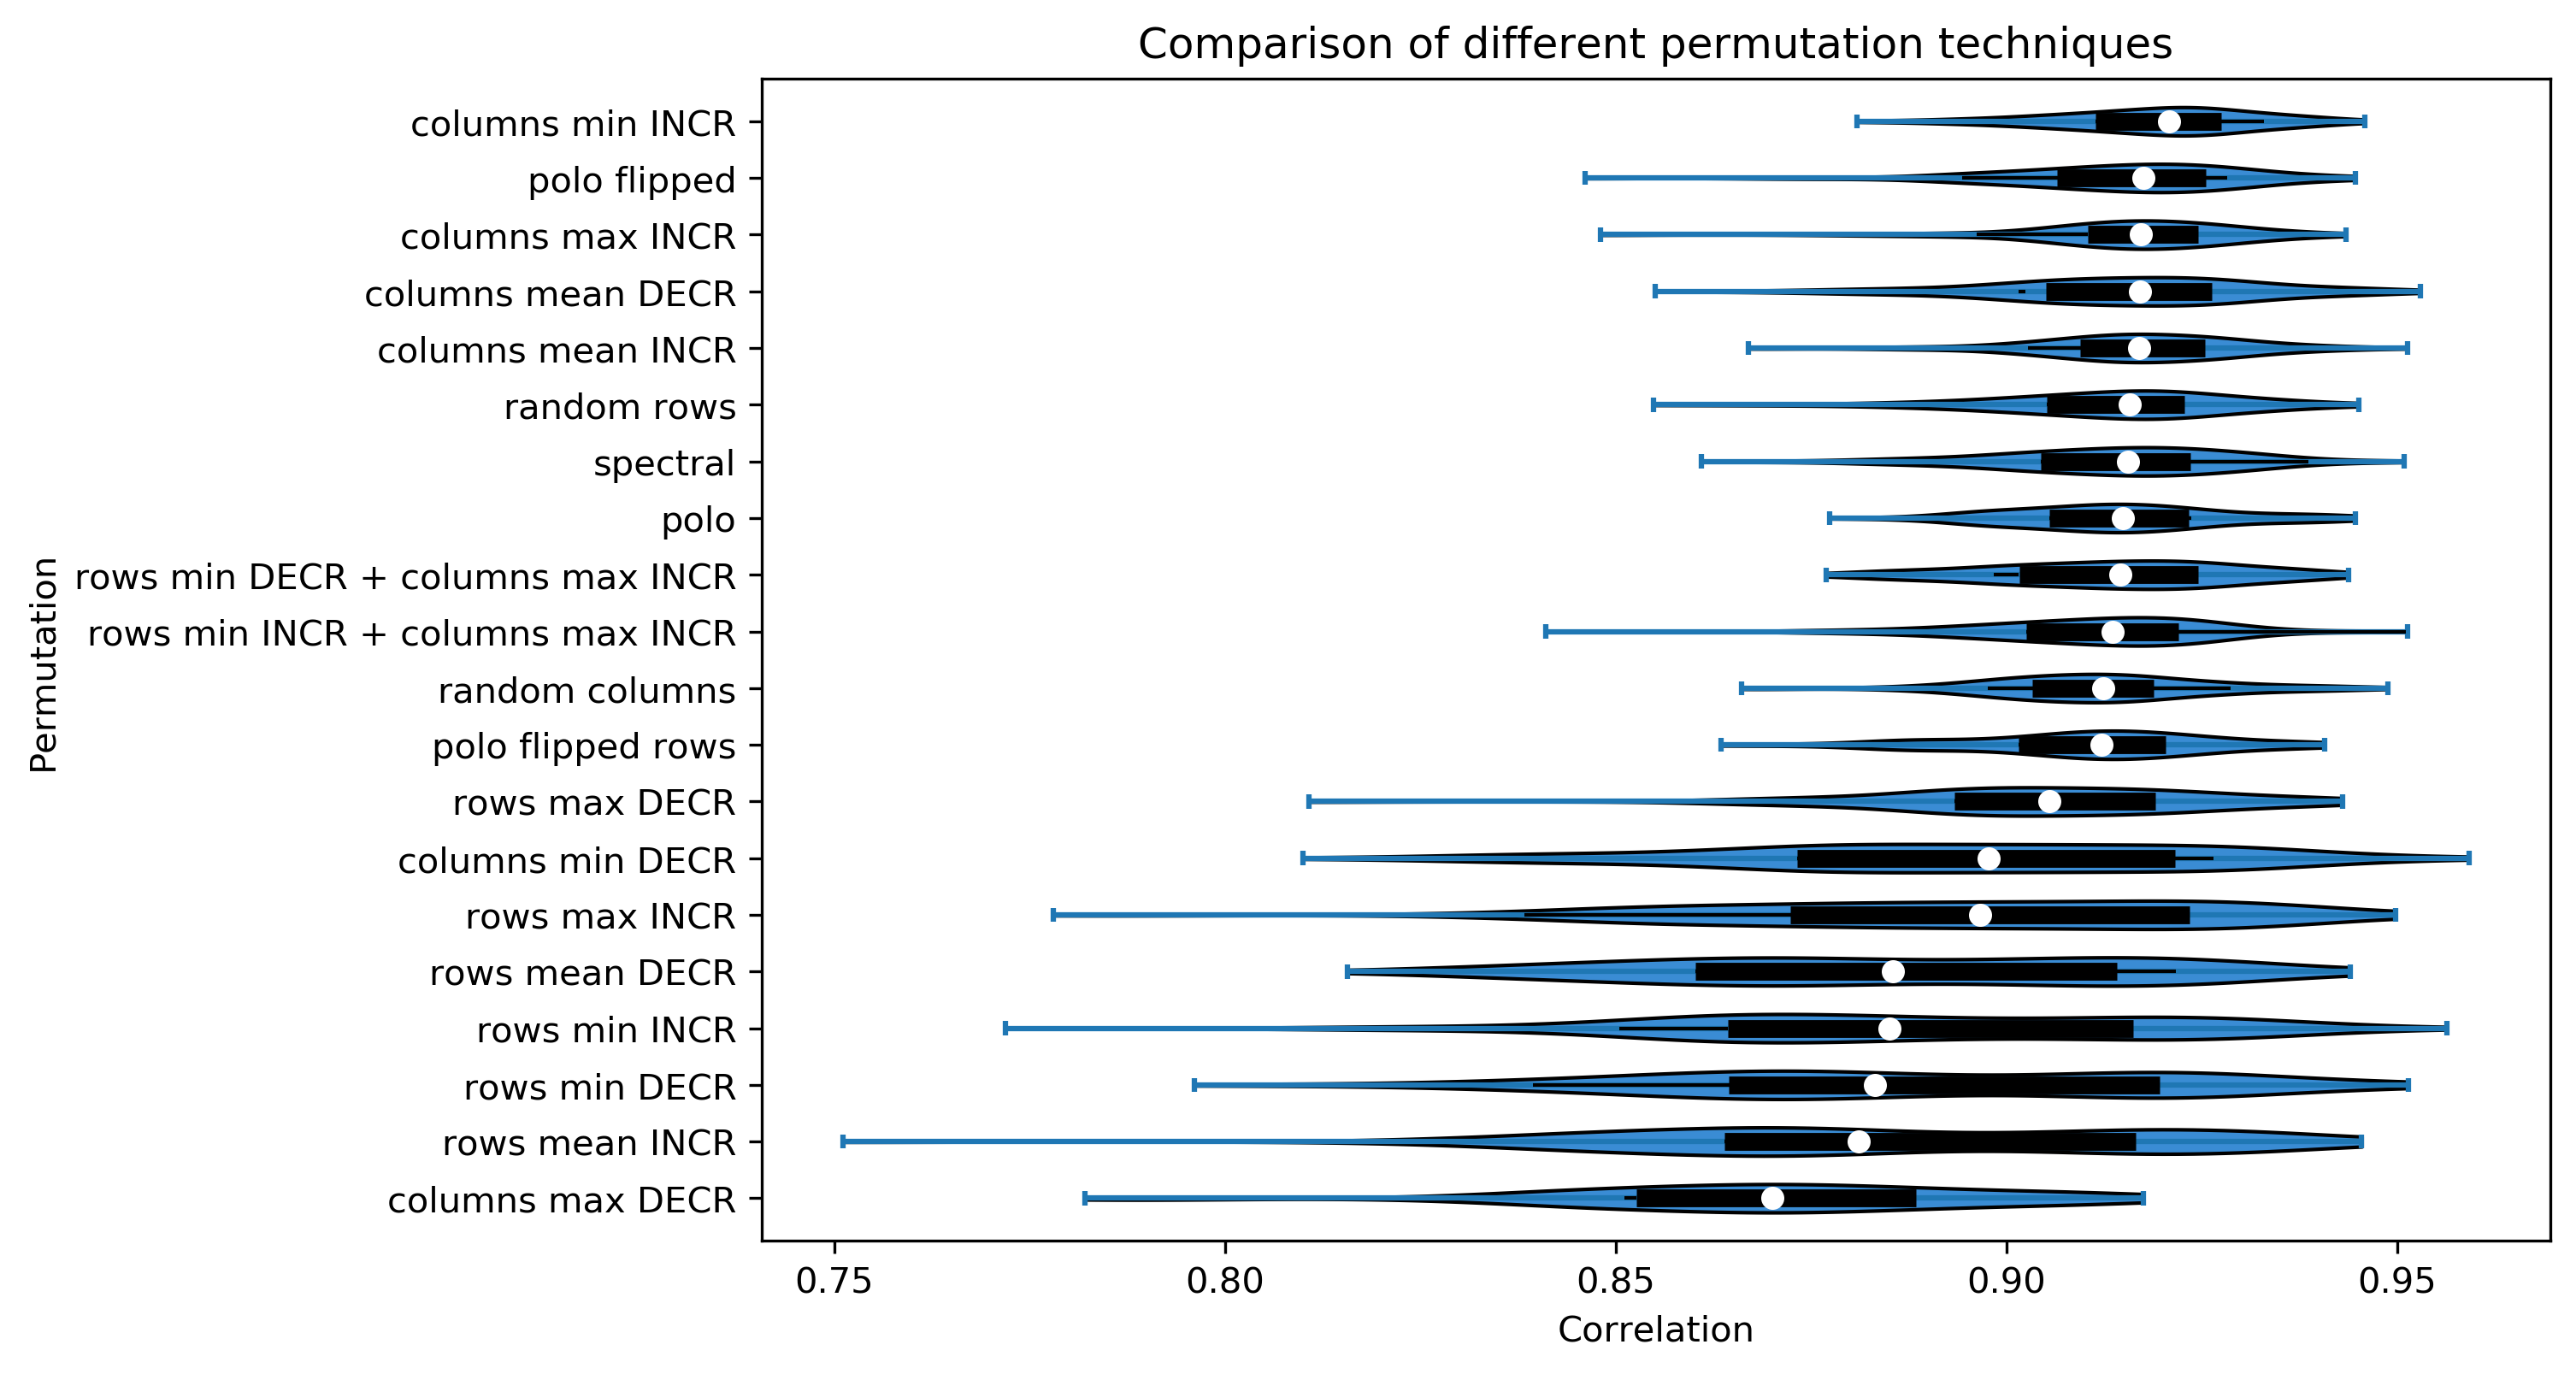 Comparison of different permutation techniques
Permutation
columns min INCR
polo flipped
columns max INCR
columns mean DECR
columns mean INCR
random rows
spectral
polo
rows min DECR + columns max INCR
rows min INCR + columns max INCR
random columns
polo flipped rows
rows max DECR
columns min DECR
rows max INCR
rows mean DECR
rows min INCR
rows min DECR
rows mean INCR
columns max DECR
0.75 0.80 0.85 0.90 0.95
Correlation